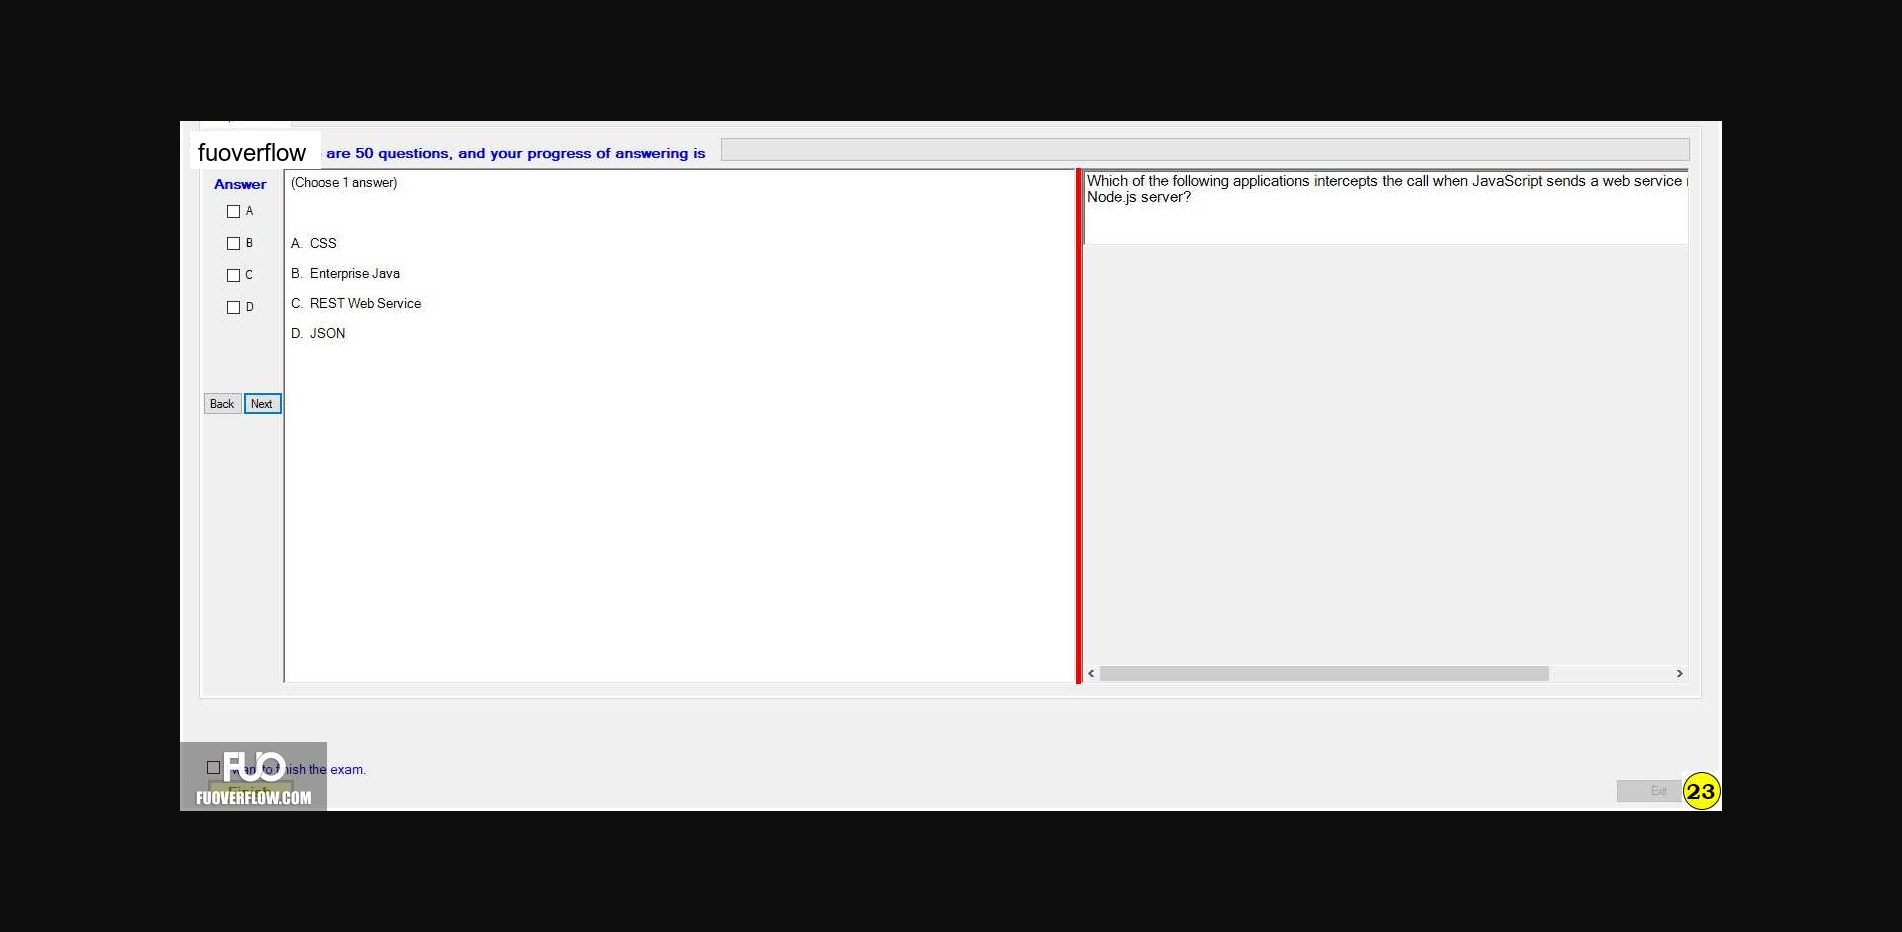 fuoverflow are 50 questions, and your progress of answering is
Answer
A
B
C
D
Back Next
(Choose 1 answer)
A. CSS
B. Enterprise Java
C. REST Web Service
D. JSON
Which of the following applications intercepts the call when JavaScript sends a web service
Node.js server?
FUO
want to finish the exam.
Finish
FUOVERFLOW.COM
Exit
23